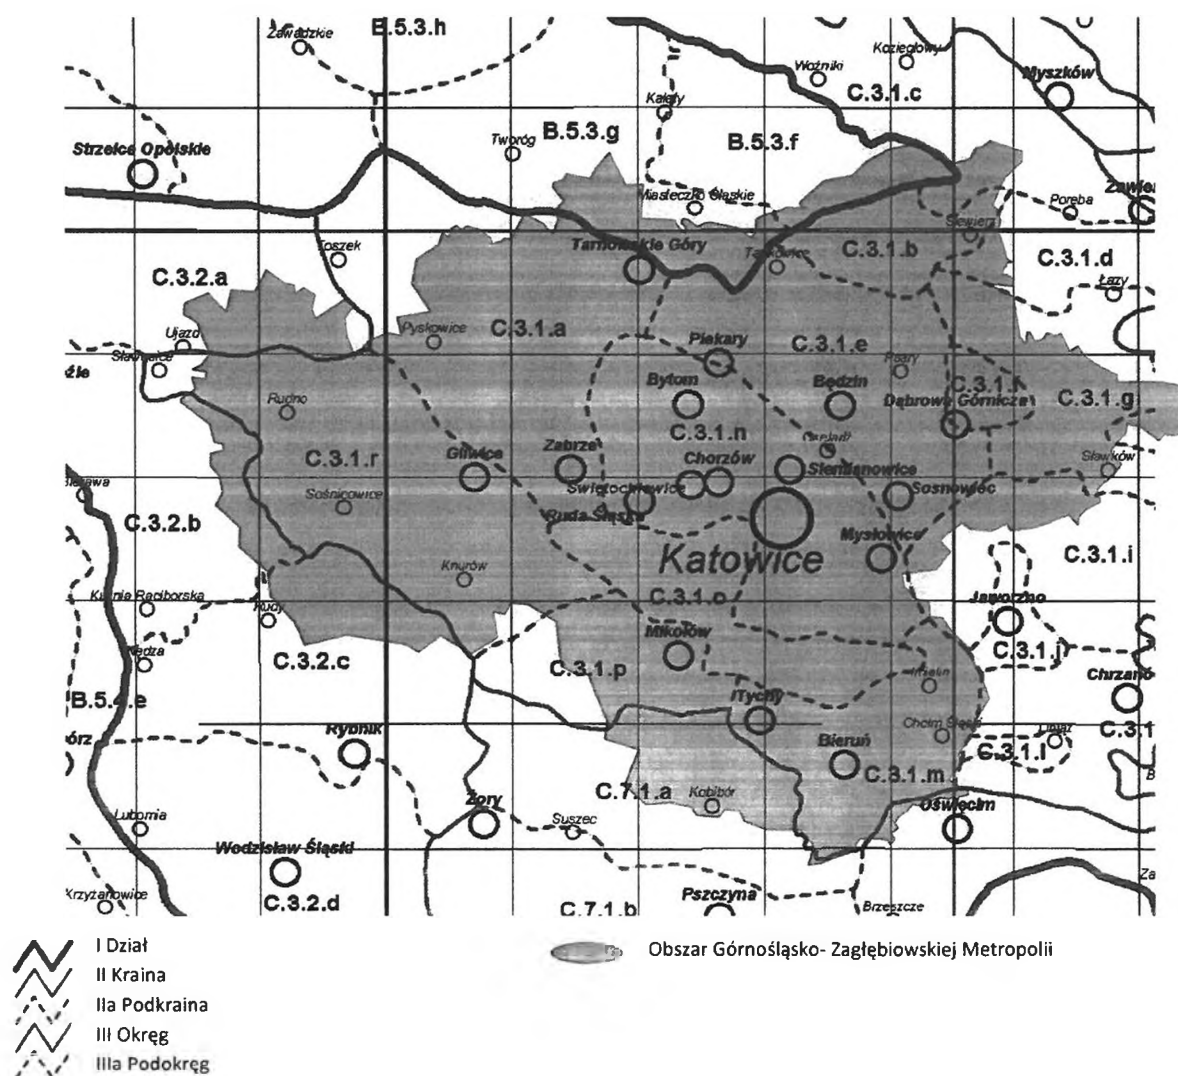 Zawadzkie
B.5.3.h
Koziegłowy
Woźniki
Myszków
C.3.1.c
Kalety
B.5.3.g
Tworóg
B.5.3.f
Strzelce Opolskie
Miasteczko Śląskie
Poręba
Siewierz
Tarnowskie Góry
Toszek
C.3.1.b
C.3.1.d
C.3.2.a
Łazy
C.3.1.a
Pyskowice
Ujazd
C.3.1.e
Piekary
Sławięcice
Psary
Bytom
Będzin
C.3.1.f
Rudno
Dąbrowa Górnicza
C.3.1.g
C.3.1.n
Gliwice
Zabrze
C.3.1.r
Chorzów
Siemianowice
Sławków
Świętochłowice
Sosnowiec
Sośnicowice
Ruda Śląska
C.3.2.b
Mysłowice
Katowice
C.3.1.i
Knurów
C.3.1.o
Kuźnia Raciborska
Jaworzno
Rudy
Mikołów
C.3.2.c
C.3.1.p
C.3.1.j
Imielin
B.5.4.e
Tychy
Chełm Śląski
Rybnik
Libiąż
C.3.1.l
Bieruń
C.3.1.m
C.7.1.a
Kobibór
Żory
Oświęcim
Lubomia
Suszec
Wodzisław Śląski
Krzyżanowice
C.3.2.d
Pszczyna
C.7.1.b
Brzeszcze
I Dział
Obszar Górnośląsko- Zagłębiowskiej Metropolii
II Kraina
IIa Podkraina
III Okręg
IIIa Podokręg